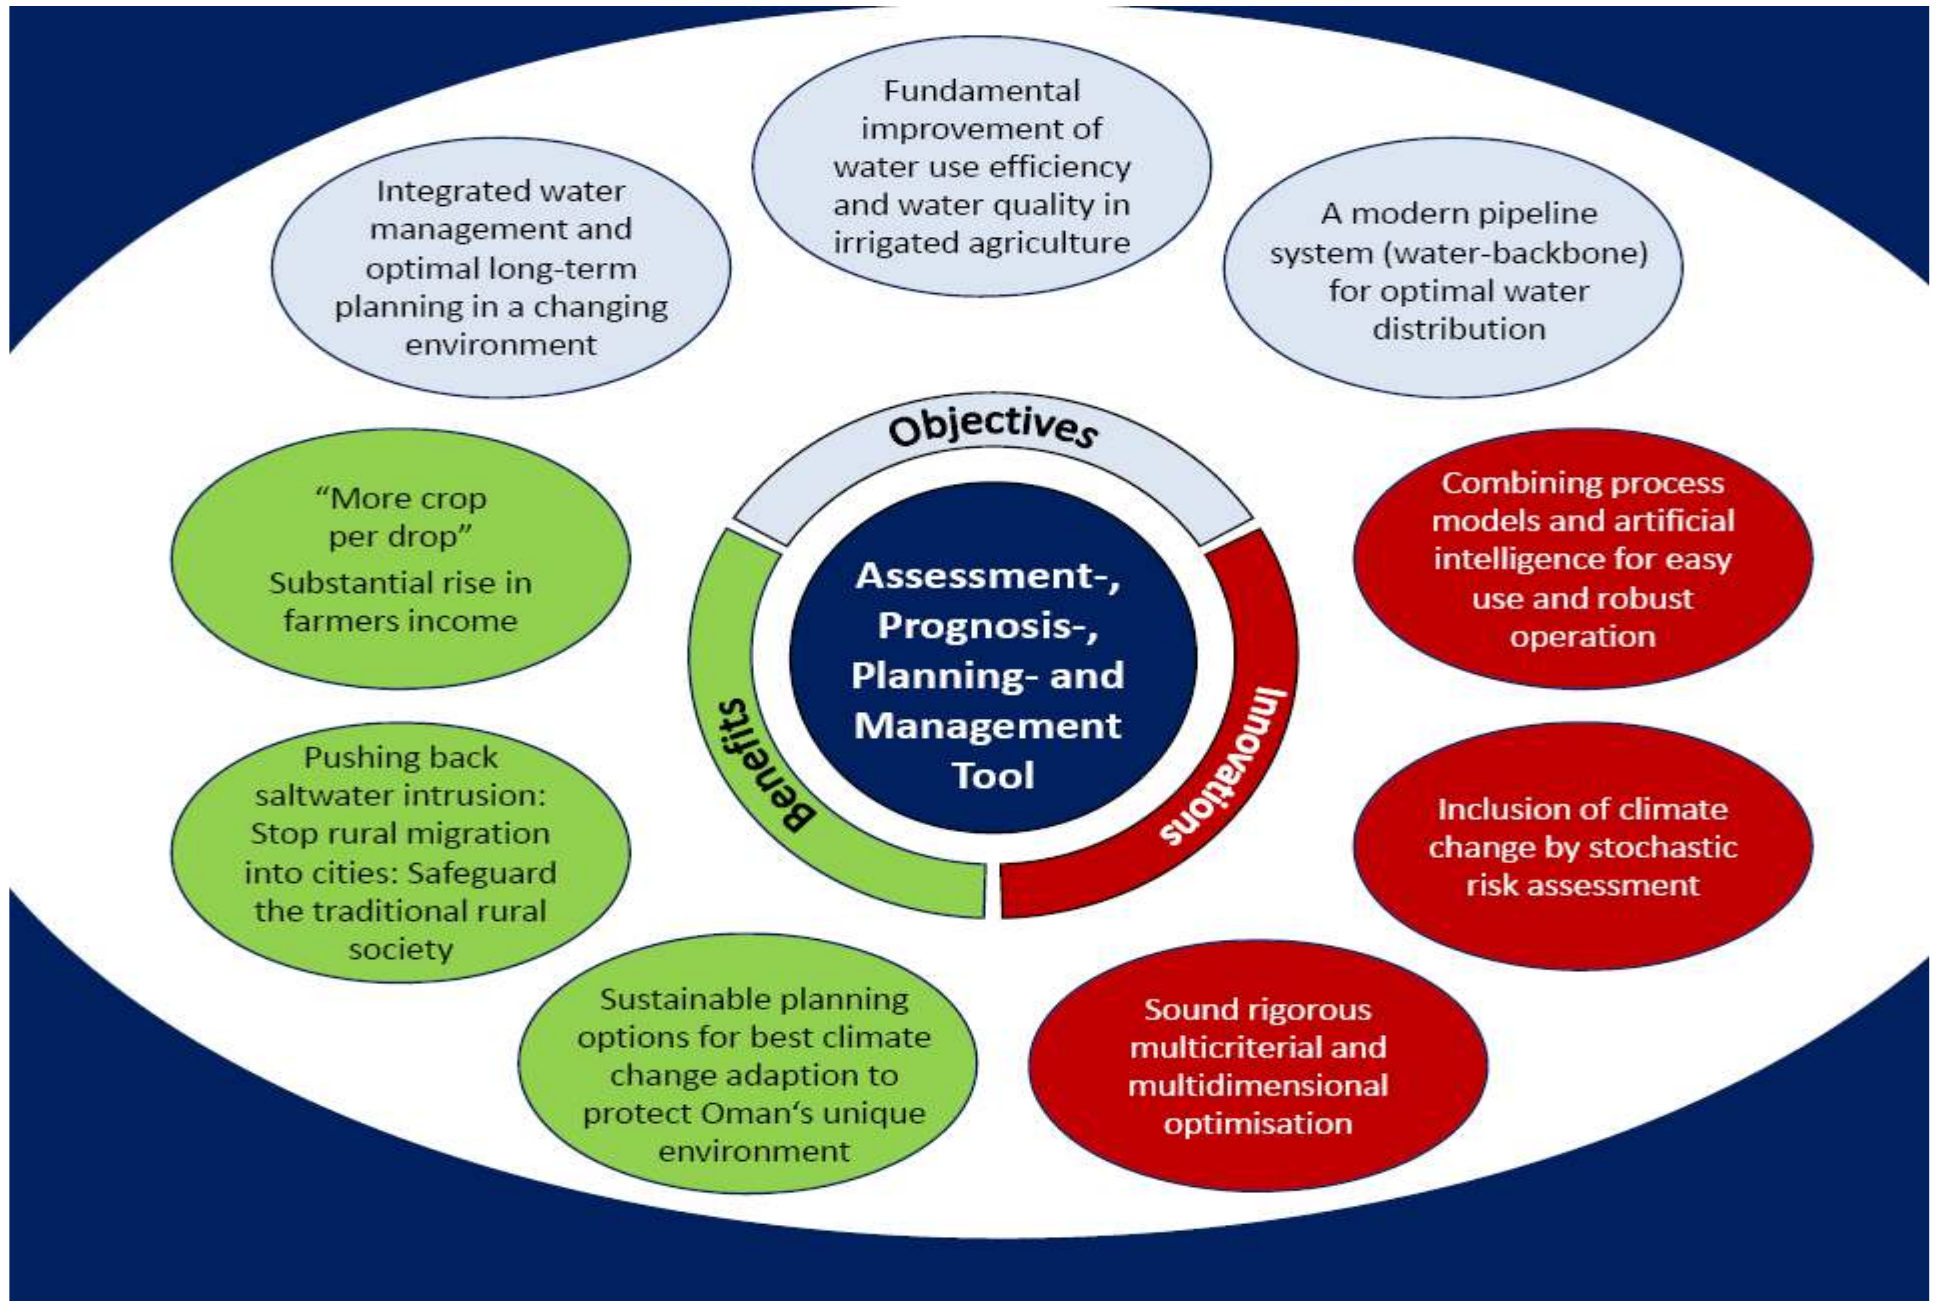 Fundamental
improvement of
water use efficiency
and water quality in
irrigated agriculture
Integrated water
management and
optimal long-term
planning in a changing
environment
A modern pipeline
system (water-backbone)
for optimal water
distribution
Objectives
“More crop
per drop”
Substantial rise in
farmers income
Combining process
models and artificial
intelligence for easy
use and robust
operation
Assessment-,
Prognosis-,
Planning- and
Management
Tool
Benefits
Innovations
Pushing back
saltwater intrusion:
Stop rural migration
into cities: Safeguard
the traditional rural
society
Inclusion of climate
change by stochastic
risk assessment
Sustainable planning
options for best climate
change adaption to
protect Oman‘s unique
environment
Sound rigorous
multicriterial and
multidimensional
optimisation